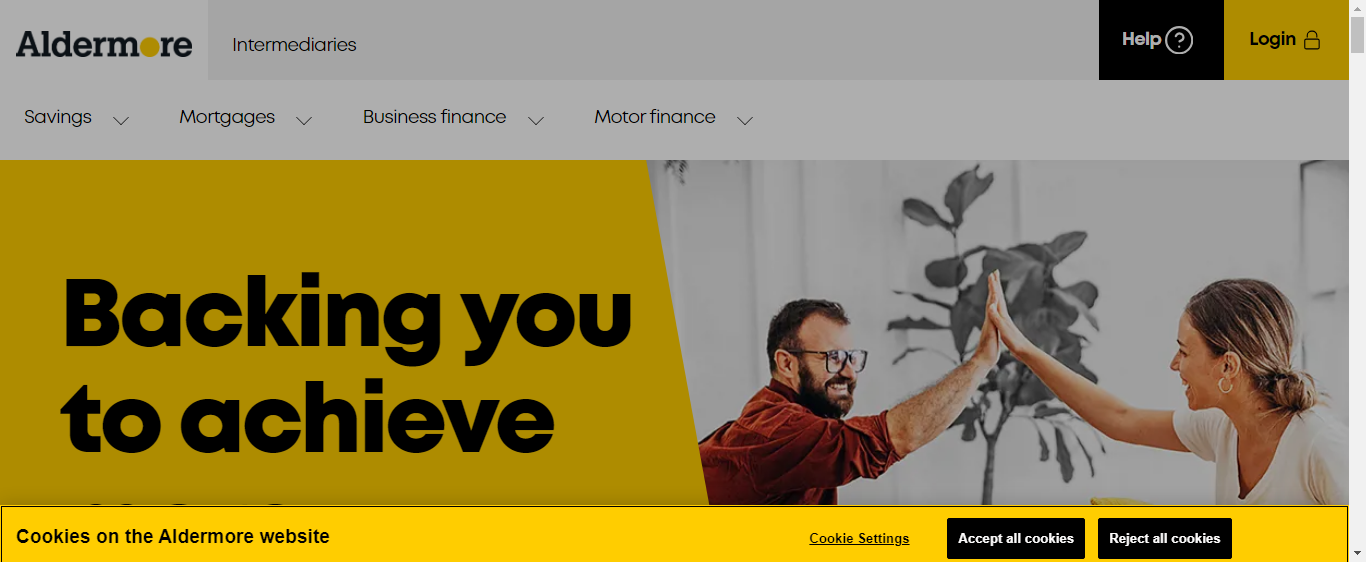 Aldermore
Intermediaries
Help
Login
Savings
Mortgages
Business finance
Motor finance
Backing you
to achieve
Cookies on the Aldermore website
Cookie Settings
Accept all cookies
Reject all cookies